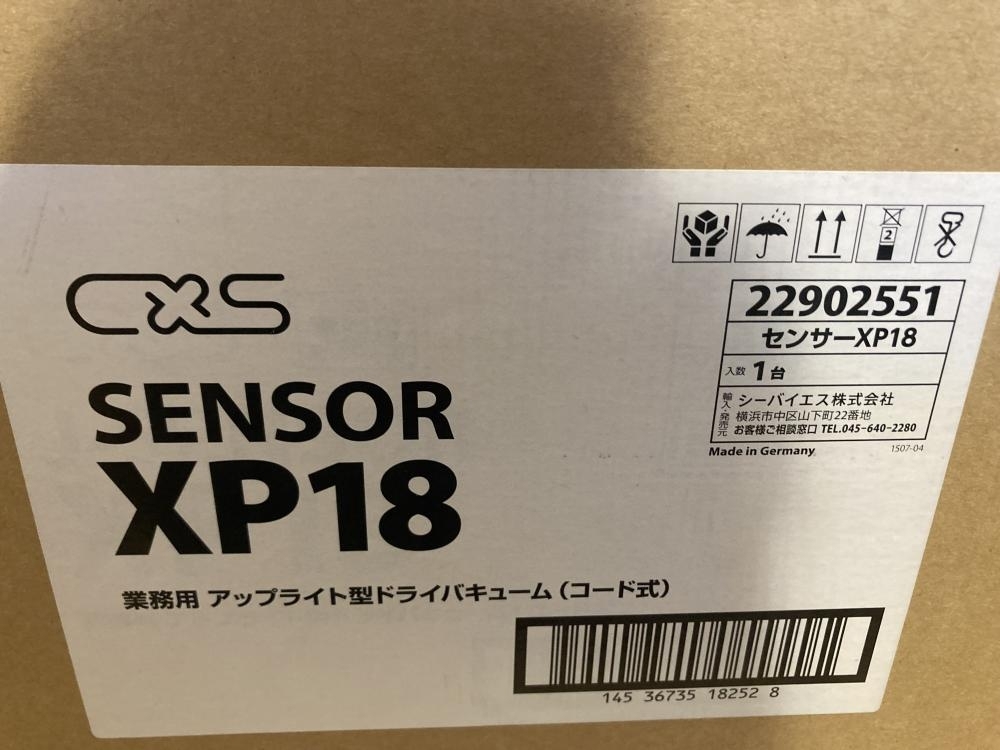 CXS
SENSOR
XP18
業務用 アップライト型ドライバキューム（コード式）
2
22902551
センサーXP18
入数 1台
輸入・発売元
シーバイエス株式会社
横浜市中区山下町22番地
お客様ご相談窓口 TEL.045-640-2280
Made in Germany
1507-04
145 36735 18252 8